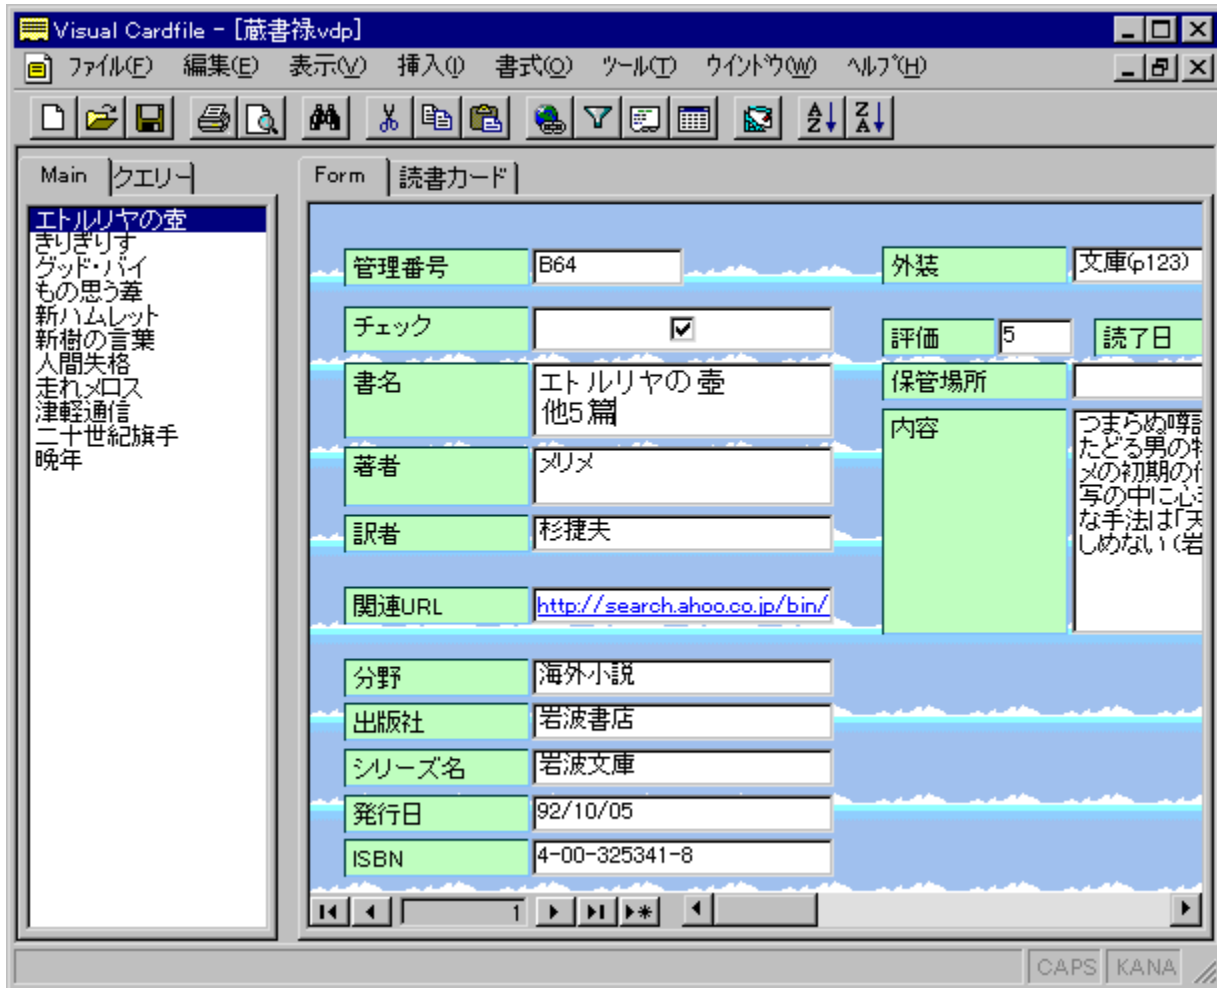 Visual Cardfile - [蔵書禄.vdp]
ファイル(F) 編集(E) 表示(V) 挿入(I) 書式(O) ツール(T) ウインドウ(W) ヘルプ(H)
Main クエリー
エトルリヤの壺
きりぎりす
グッド・バイ
もの思う葦
新ハムレット
新樹の言葉
人間失格
走れメロス
津軽通信
二十世紀旗手
晩年
Form 読書カード
管理番号 B64
チェック
書名 エトルリヤの壺
他5篇
著者 メリメ
訳者 杉捷夫
関連URL http://search.ahoo.co.jp/bin/
分野 海外小説
出版社 岩波書店
シリーズ名 岩波文庫
発行日 92/10/05
ISBN 4-00-325341-8
外装 文庫(p123)
評価 5 読了日
保管場所
内容 つまらぬ噂
たどる男の
メの初期の
写の中に心
な手法は「天
しめない(岩
1
CAPS KANA